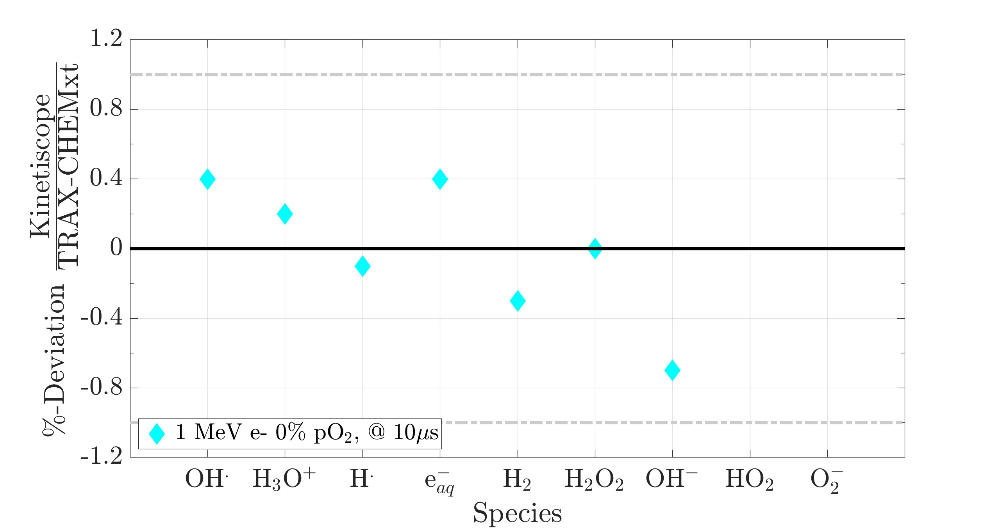 %-Deviation Kinetiscope
TRAX-CHEMxt
1.2
0.8
0.4
0
-0.4
-0.8
-1.2
1 MeV e- 0% pO₂, @ 10μs
OH· H₃O⁺ H· e⁻ₐq H₂ H₂O₂ OH⁻ HO₂ O₂⁻
Species